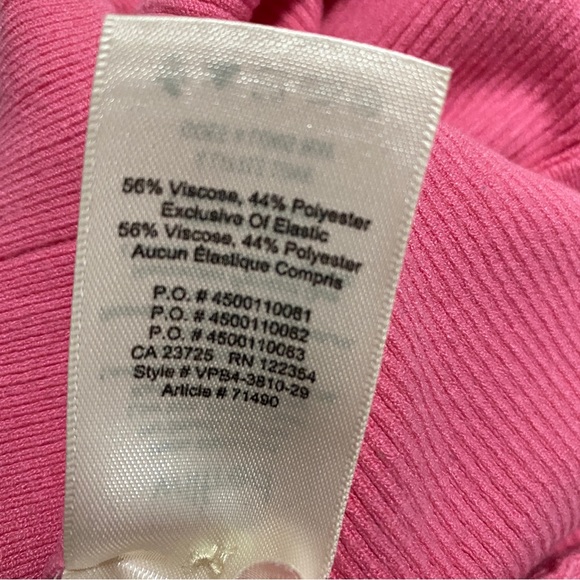 56% Viscose, 44% Polyester
Exclusive Of Elastic
56% Viscose, 44% Polyester
Aucun Élastique Compris
P.O. # 4500110081
P.O. # 4500110082
P.O. # 4500110083
CA 23725 RN 122354
Style # VPB4-3810-29
Article # 71490